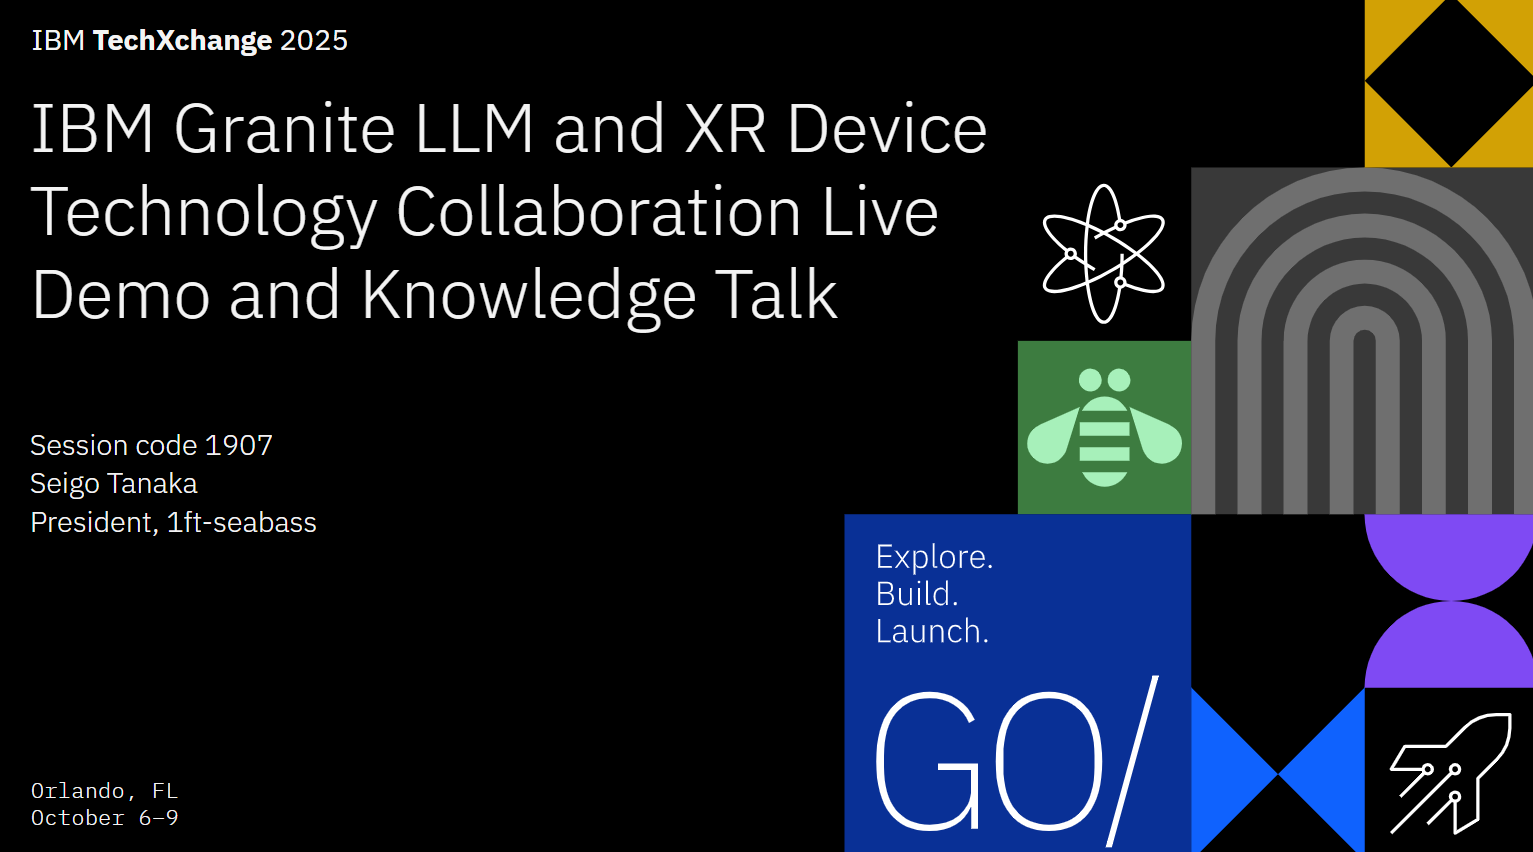 IBM TechXchange 2025
IBM Granite LLM and XR Device
Technology Collaboration Live
Demo and Knowledge Talk
Session code 1907
Seigo Tanaka
President, 1ft-seabass
Explore.
Build.
Launch.
GO/
Orlando, FL
October 6–9